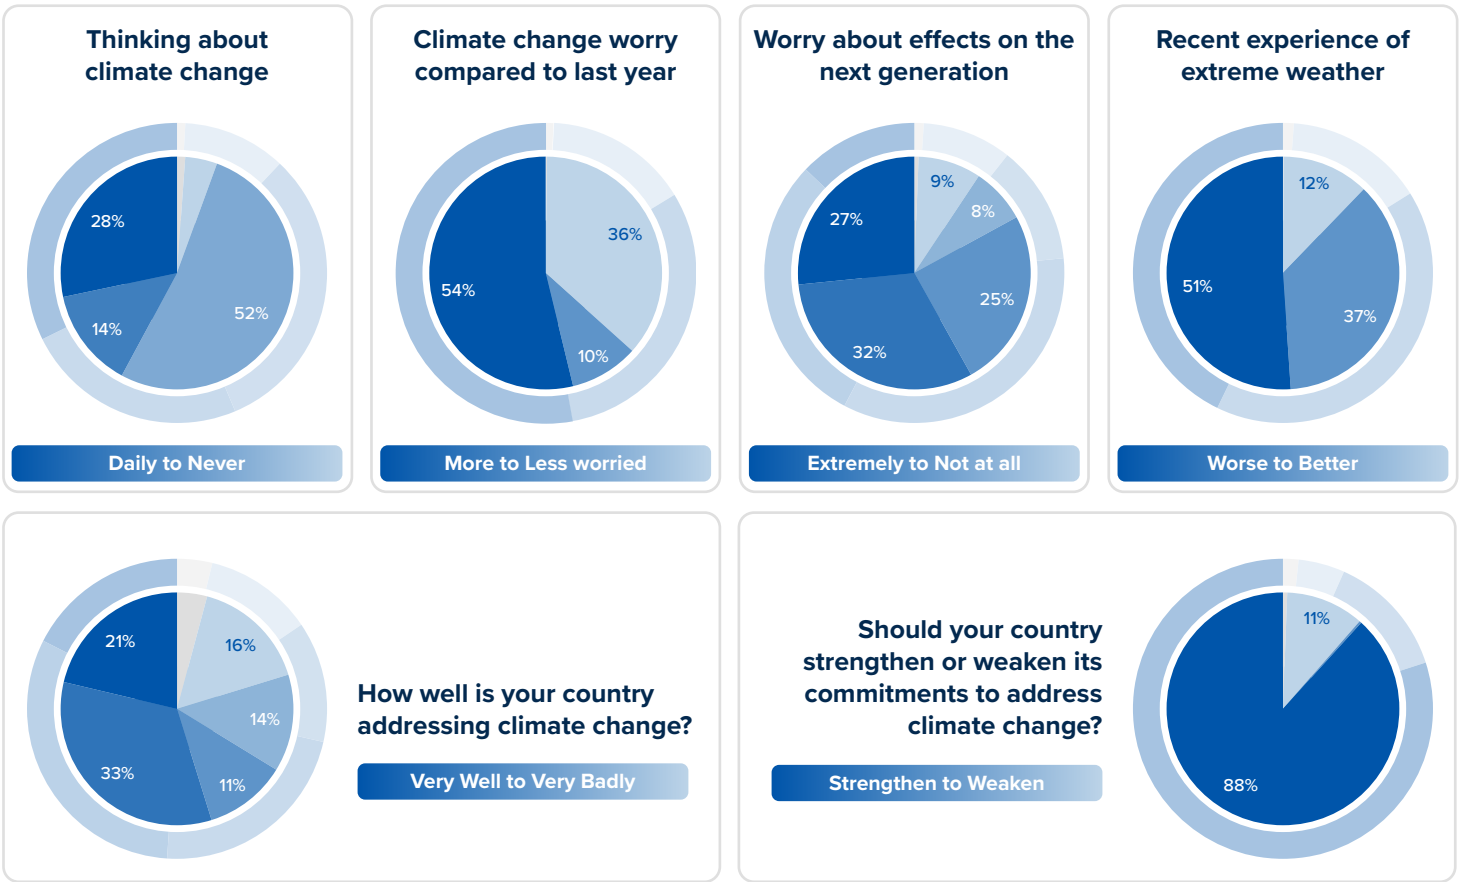 Thinking about
climate change
28%
14%
52%
Daily to Never
Climate change worry
compared to last year
36%
54%
10%
More to Less worried
Worry about effects on the
next generation
9%
8%
27%
25%
32%
Extremely to Not at all
Recent experience of
extreme weather
12%
51%
37%
Worse to Better
21%
16%
14%
33%
11%
How well is your country
addressing climate change?
Very Well to Very Badly
Should your country
strengthen or weaken its
commitments to address
climate change?
Strengthen to Weaken
11%
88%